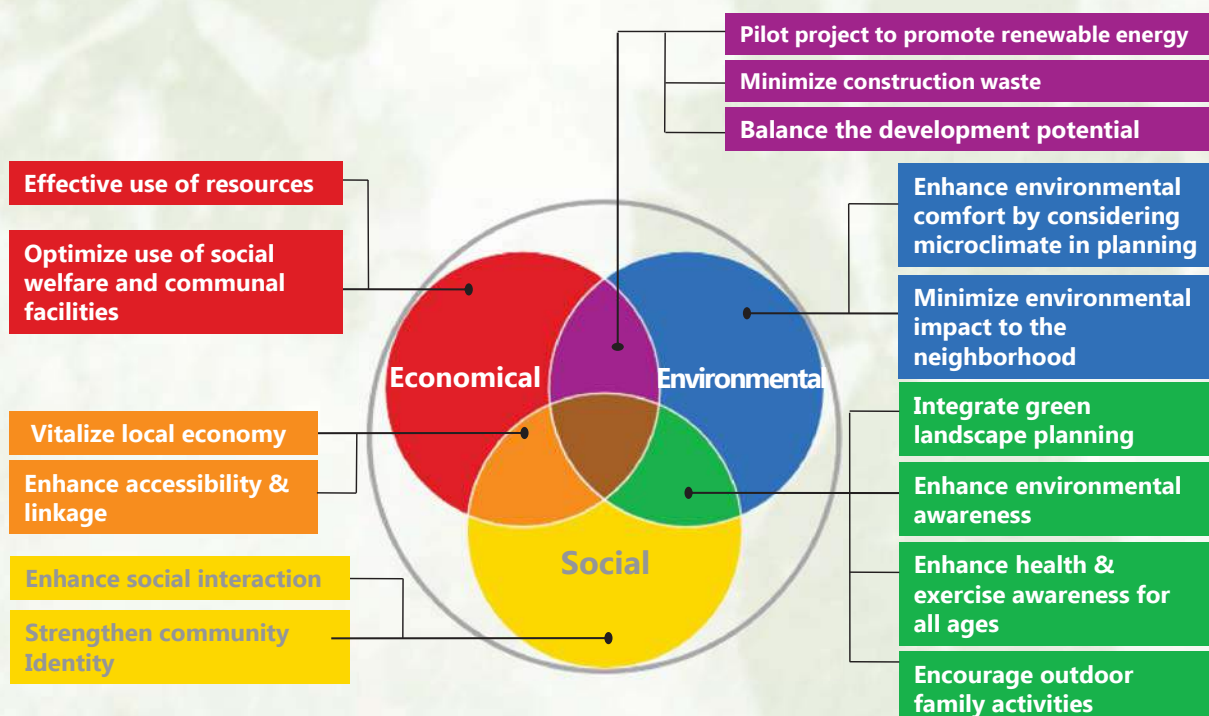 Pilot project to promote renewable energy
Minimize construction waste
Balance the development potential
Effective use of resources
Optimize use of social
welfare and communal
facilities
Enhance environmental
comfort by considering
microclimate in planning
Minimize environmental
impact to the
neighborhood
Economical
Environmental
Vitalize local economy
Enhance accessibility &
linkage
Integrate green
landscape planning
Enhance environmental
awareness
Social
Enhance social interaction
Strengthen community
Identity
Enhance health &
exercise awareness for
all ages
Encourage outdoor
family activities